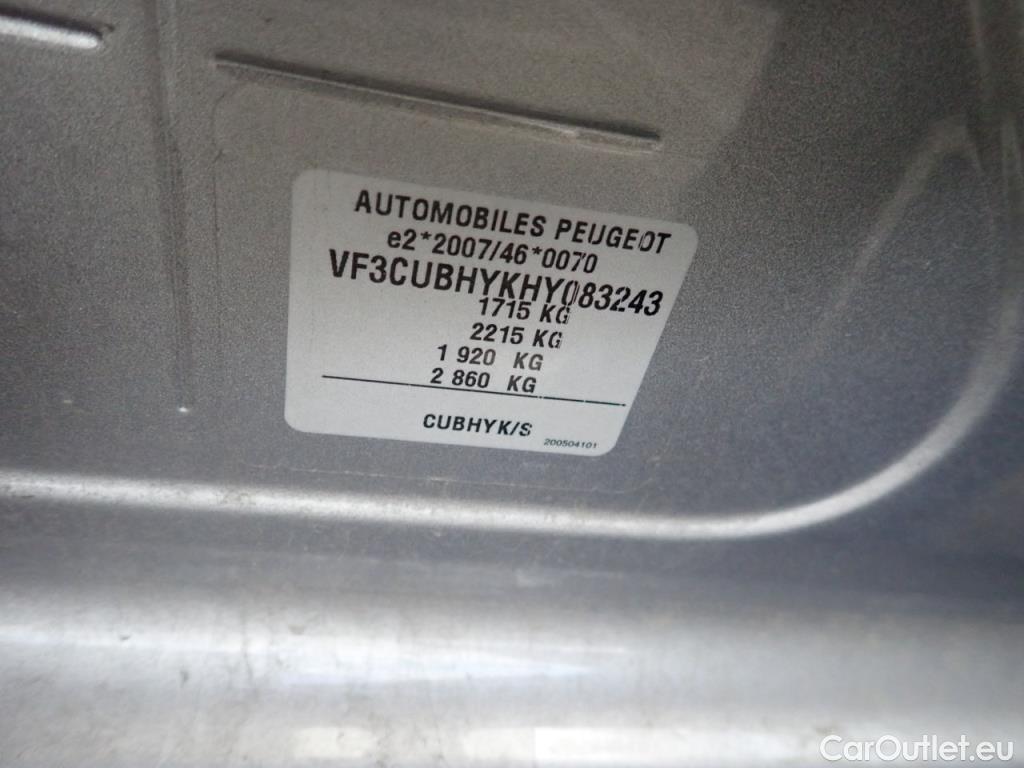 AUTOMOBILES PEUGEOT
e2*2007/46*0070
VF3CUBHYKHY083243
1715 KG
2215 KG
1 920 KG
2 860 KG
CUBHYK/S
200504101
CarOutlet.eu